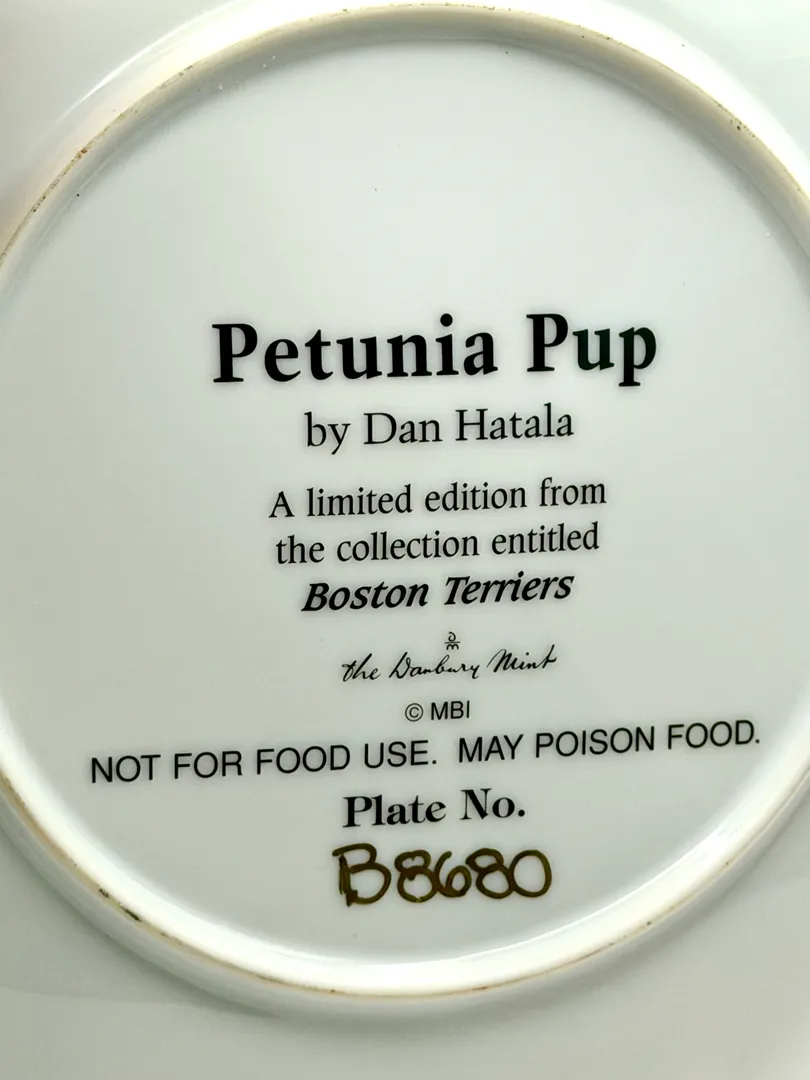 Petunia Pup
by Dan Hatala
A limited edition from
the collection entitled
Boston Terriers
the Danbury Mint
© MBI
NOT FOR FOOD USE. MAY POISON FOOD.
Plate No.
B8680